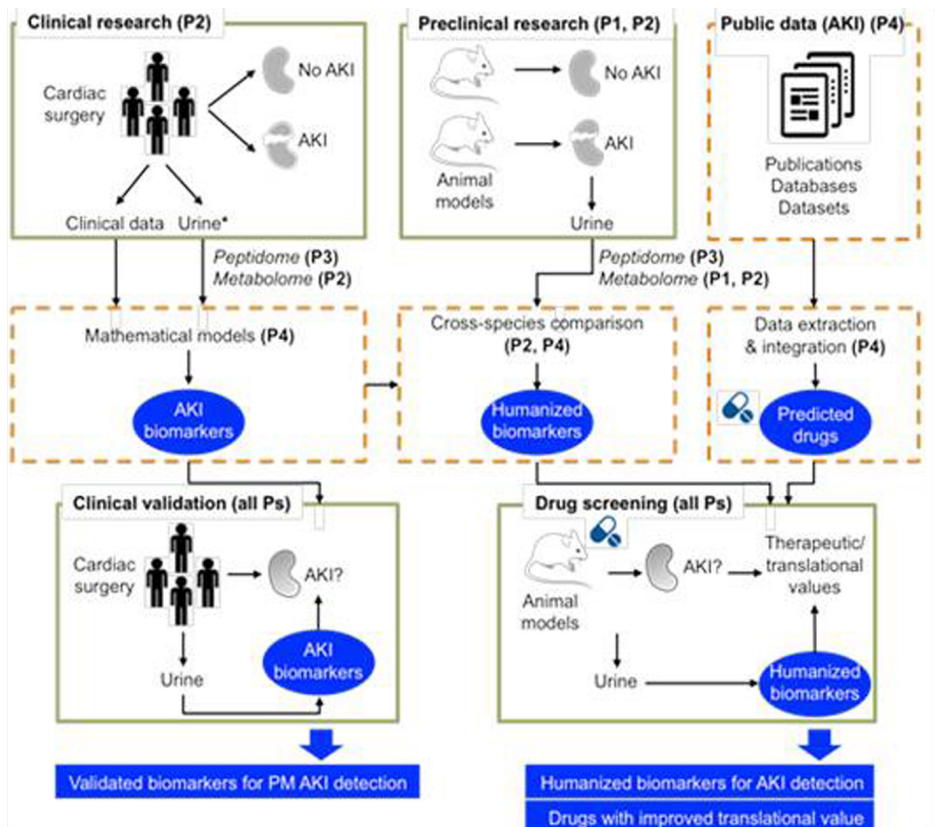 Clinical research (P2)
Cardiac
surgery
No AKI
AKI
Clinical data
Urine*
Peptidome (P3)
Metabolome (P2)
Preclinical research (P1, P2)
No AKI
AKI
Animal
models
Urine
Peptidome (P3)
Metabolome (P1, P2)
Public data (AKI) (P4)
Publications
Databases
Datasets
Mathematical models (P4)
AKI
biomarkers
Cross-species comparison
(P2, P4)
Humanized
biomarkers
Data extraction
& integration (P4)
Predicted
drugs
Clinical validation (all Ps)
Cardiac
surgery
AKI?
AKI
biomarkers
Urine
Drug screening (all Ps)
Animal
models
AKI?
Therapeutic/
translational
values
Urine
Humanized
biomarkers
Validated biomarkers for PM AKI detection
Humanized biomarkers for AKI detection
Drugs with improved translational value